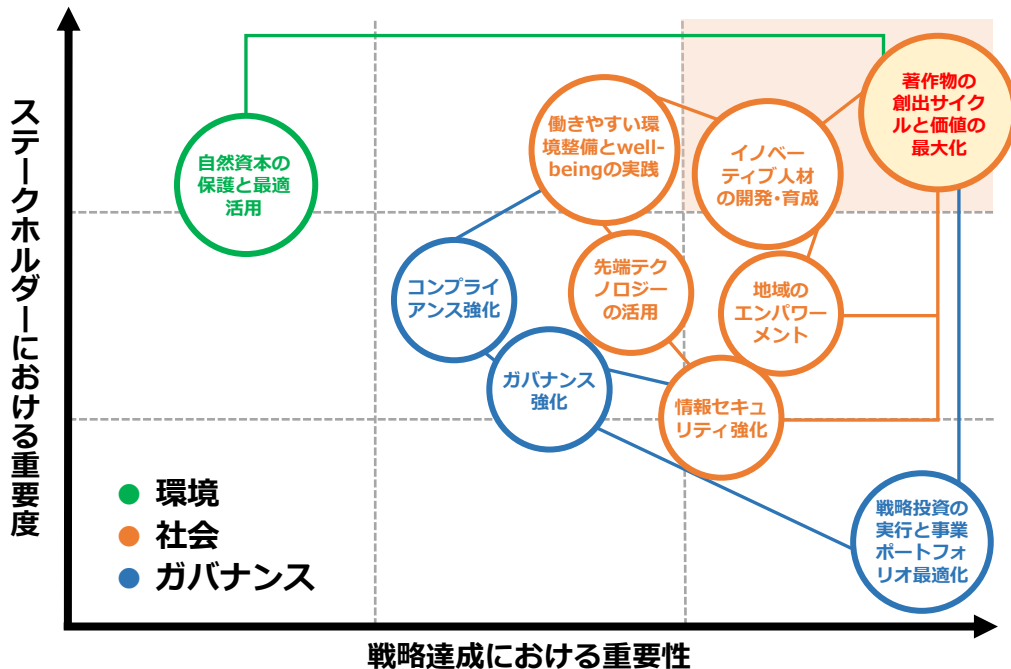 ステークホルダーにおける重要度
著作物の
創出サイク
ルと価値の
最大化
働きやすい環
境整備とwell-
beingの実践
イノベー
ティブ人材
の開発・育成
自然資本の
保護と最適
活用
コンプライ
アンス強化
先端テク
ノロジー
の活用
地域の
エンパワー
メント
ガバナンス
強化
情報セキュ
リティ強化
戦略投資の
実行と事業
ポートフォ
リオ最適化
環境
社会
ガバナンス
戦略達成における重要性